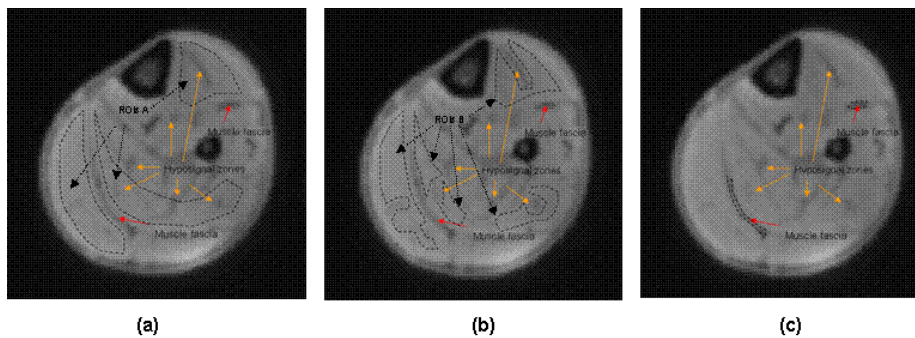 ROIs A
Muscle fascia
Hyposignal zones
Muscle fascia
(a)
ROIs B
Muscle fascia
Hyposignal zones
Muscle fascia
(b)
Muscle fascia
Hyposignal zones
Muscle fascia
(c)